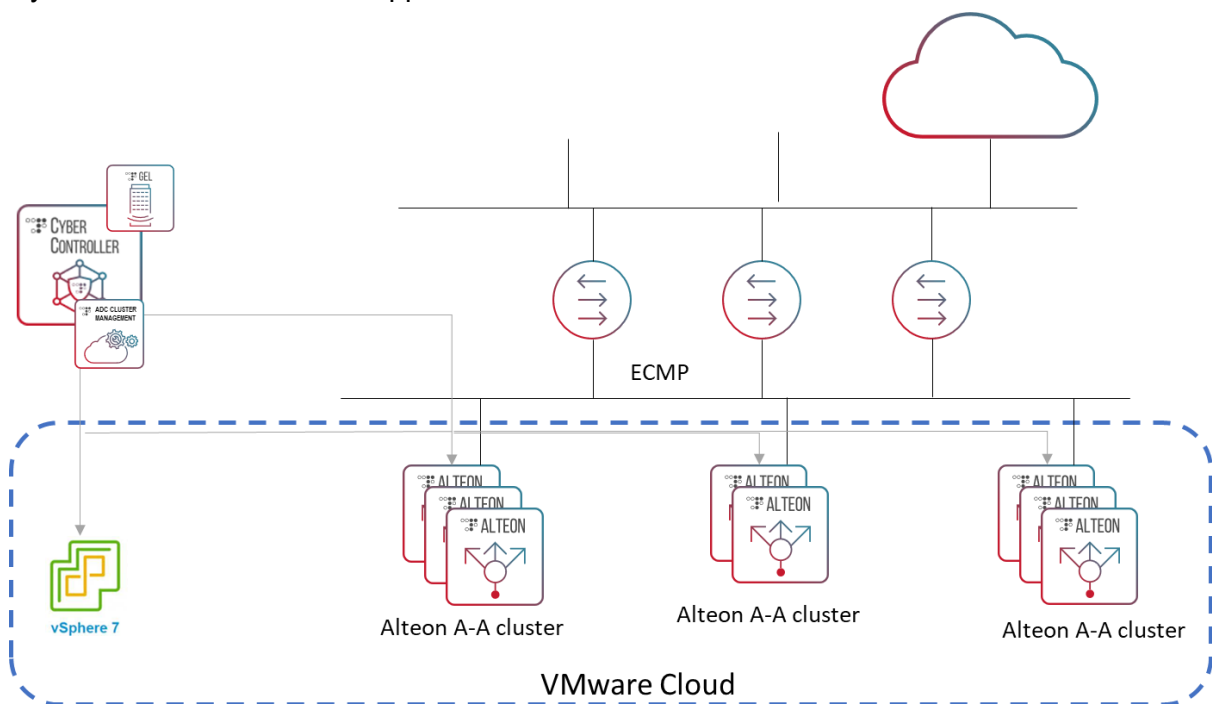 GEL
CYBER
CONTROLLER
ADC CLUSTER
MANAGEMENT
ECMP
ALTEON
ALTEON
ALTEON
ALTEON
ALTEON
ALTEON
ALTEON
ALTEON
vSphere 7
Alteon A-A cluster
Alteon A-A cluster
Alteon A-A cluster
VMware Cloud